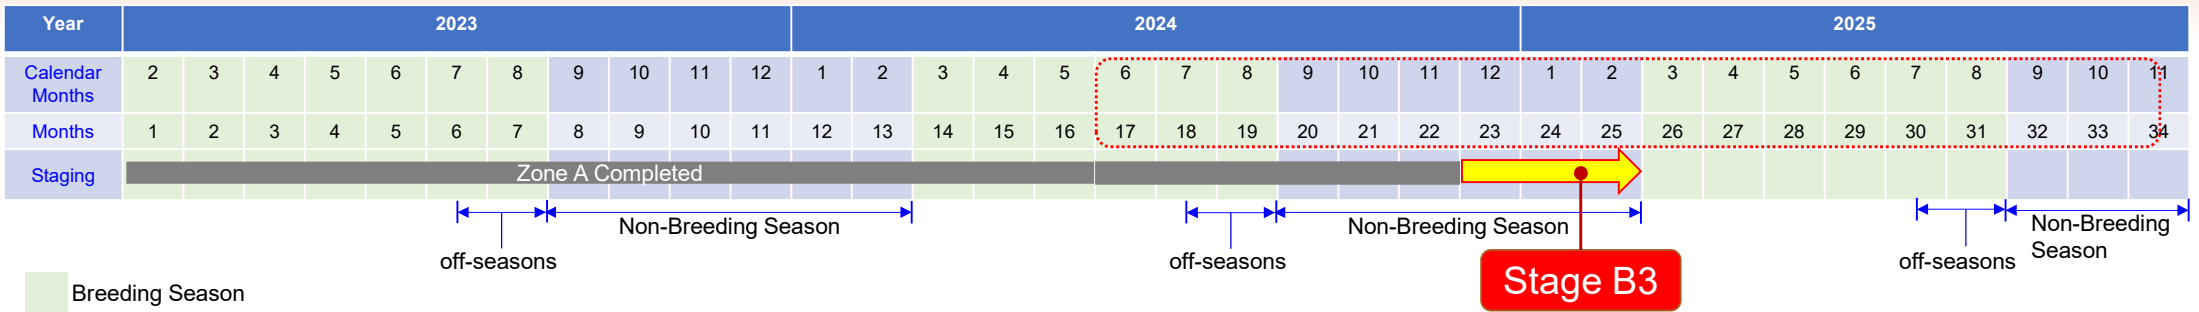 Year 2023 2024 2025
Calendar Months 2 3 4 5 6 7 8 9 10 11 12 1 2 3 4 5 6 7 8 9 10 11 12 1 2 3 4 5 6 7 8 9 10 11
Months 1 2 3 4 5 6 7 8 9 10 11 12 13 14 15 16 17 18 19 20 21 22 23 24 25 26 27 28 29 30 31 32 33 34
Staging Zone A Completed
Non-Breeding Season Non-Breeding Season Non-Breeding
Season
off-seasons off-seasons off-seasons
Stage B3
Breeding Season